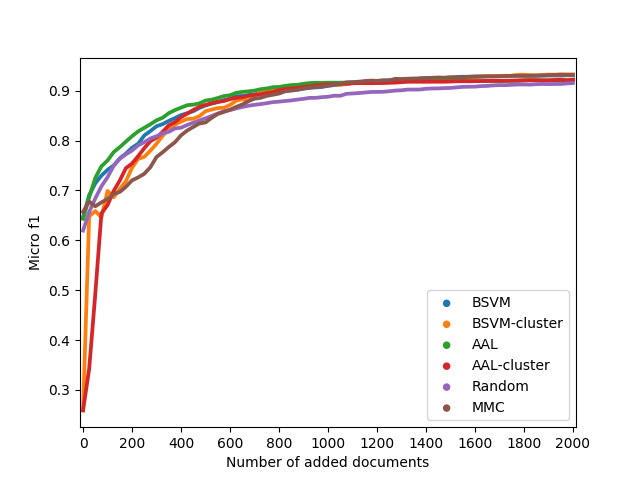 Micro f1
0.9
0.8
0.7
0.6
0.5
0.4
0.3
BSVM
BSVM-cluster
AAL
AAL-cluster
Random
MMC
0 200 400 600 800 1000 1200 1400 1600 1800 2000
Number of added documents